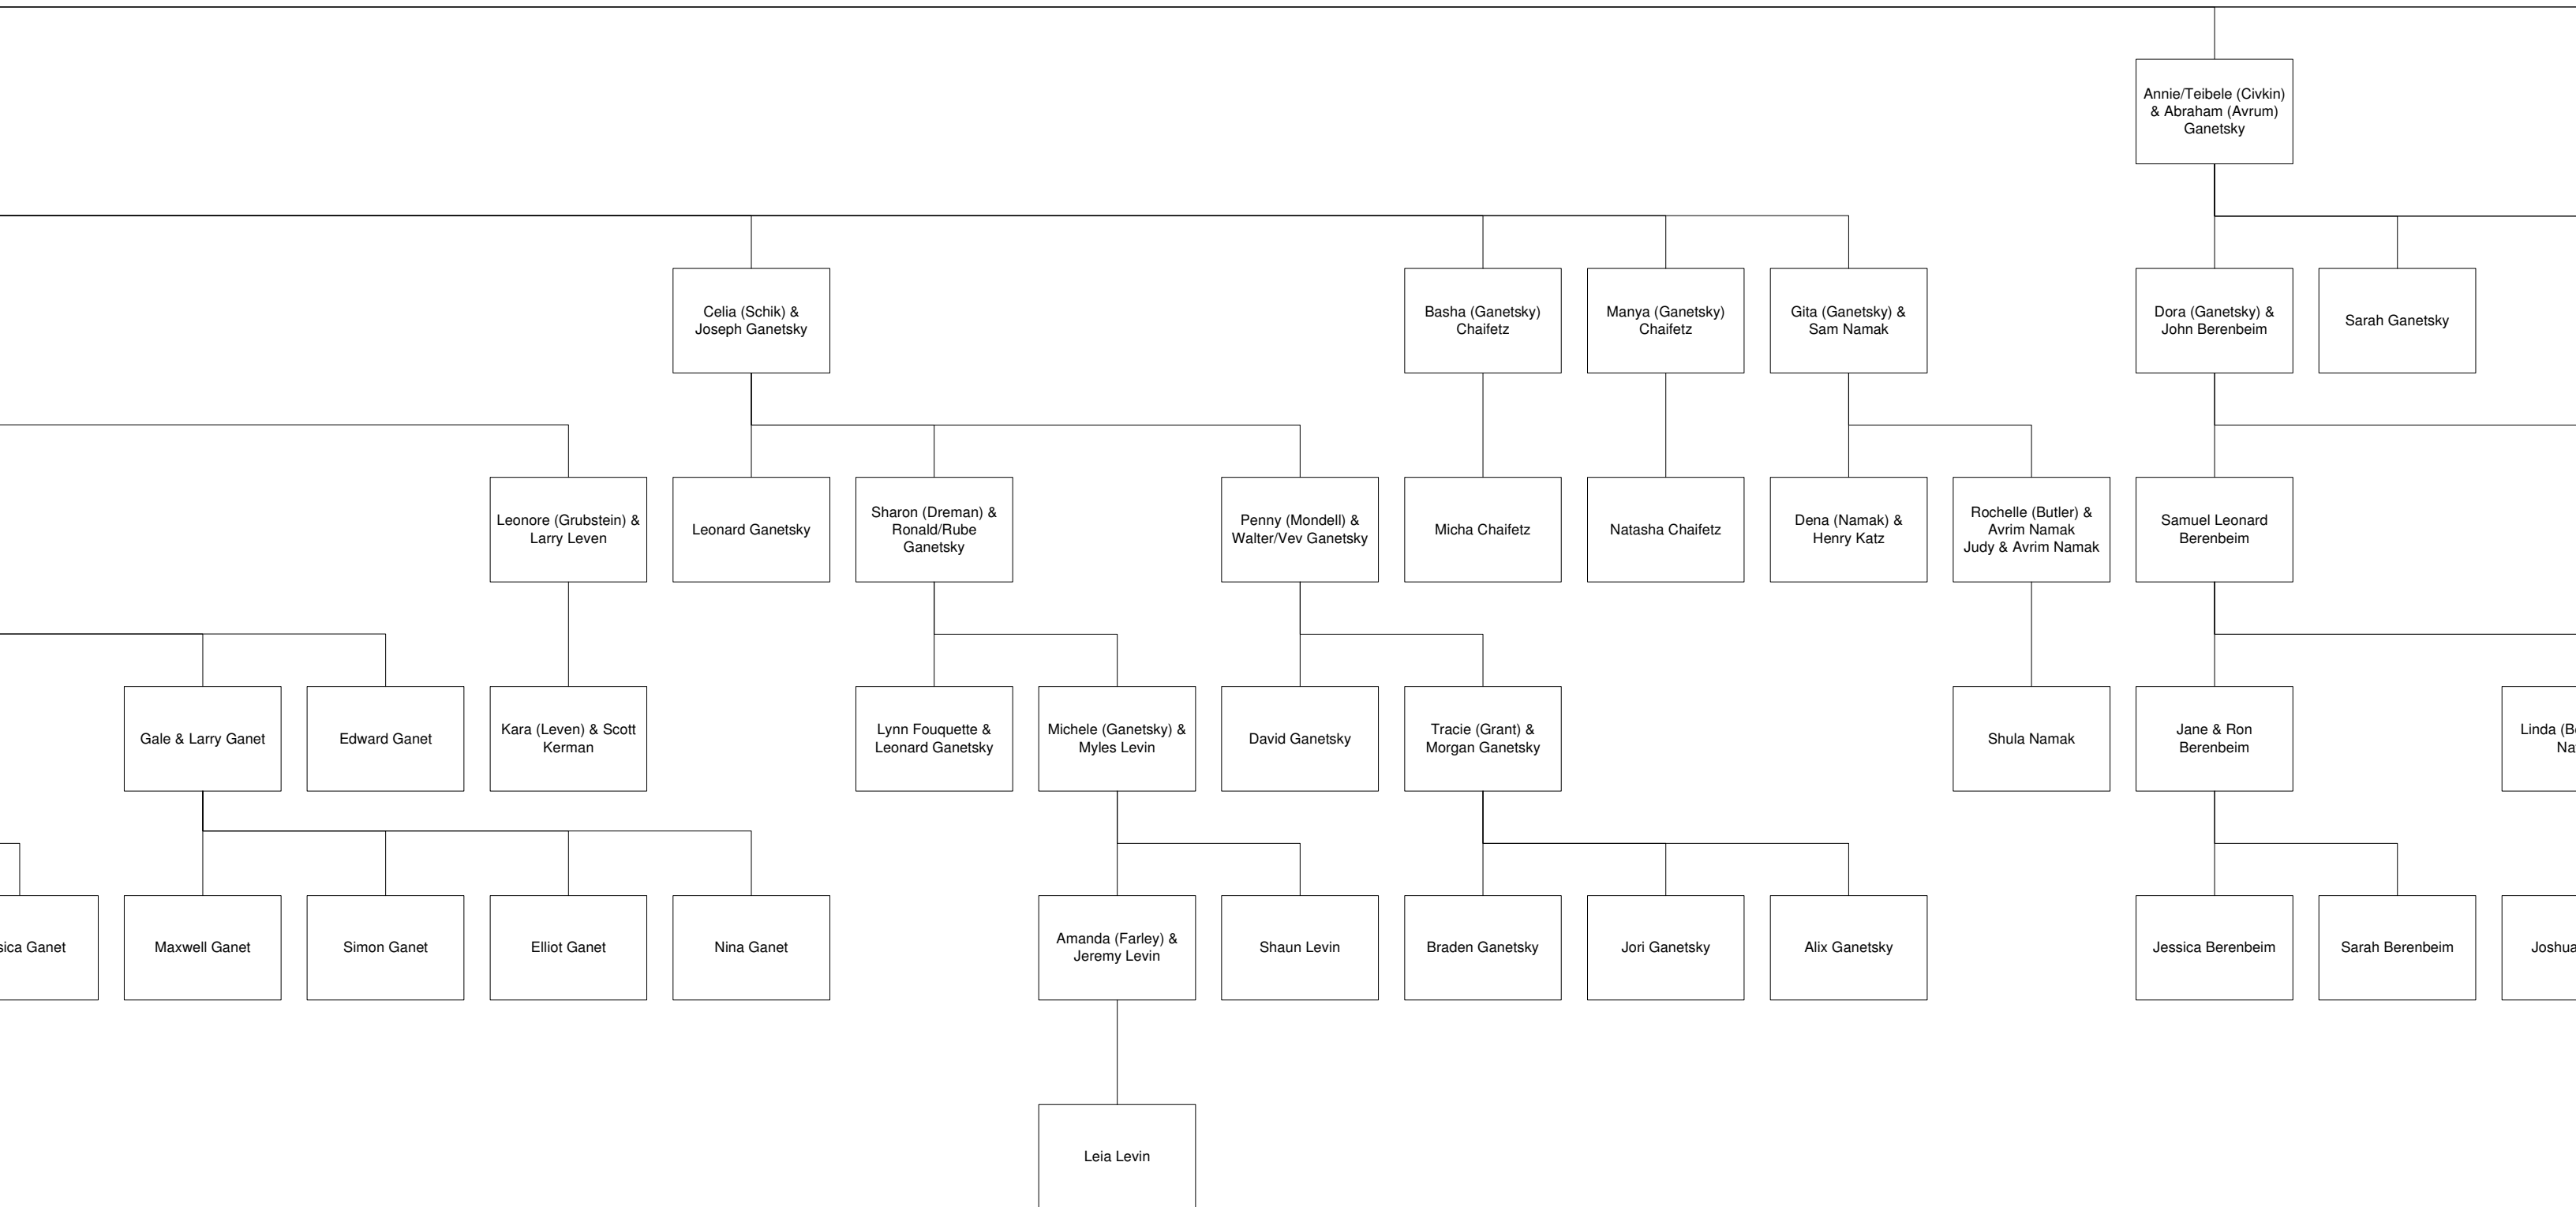 Annie/Teibele (Civkin)
& Abraham (Avrum)
Ganetsky
Celia (Schik) &
Joseph Ganetsky
Basha (Ganetsky)
Chaifetz
Manya (Ganetsky)
Chaifetz
Gita (Ganetsky) &
Sam Namak
Dora (Ganetsky) &
John Berenbeim
Sarah Ganetsky
Leonore (Grubstein) &
Larry Leven
Leonard Ganetsky
Sharon (Dreman) &
Ronald/Rube
Ganetsky
Penny (Mondell) &
Walter/Vev Ganetsky
Micha Chaifetz
Natasha Chaifetz
Dena (Namak) &
Henry Katz
Rochelle (Butler) &
Avrim Namak
Judy & Avrim Namak
Samuel Leonard
Berenbeim
Gale & Larry Ganet
Edward Ganet
Kara (Leven) & Scott
Kerman
Lynn Fouquette &
Leonard Ganetsky
Michele (Ganetsky) &
Myles Levin
David Ganetsky
Tracie (Grant) &
Morgan Ganetsky
Shula Namak
Jane & Ron
Berenbeim
Linda
Ganet
Maxwell Ganet
Simon Ganet
Elliot Ganet
Nina Ganet
Amanda (Farley) &
Jeremy Levin
Shaun Levin
Braden Ganetsky
Jori Ganetsky
Alix Ganetsky
Jessica Berenbeim
Sarah Berenbeim
Joshua
Leia Levin